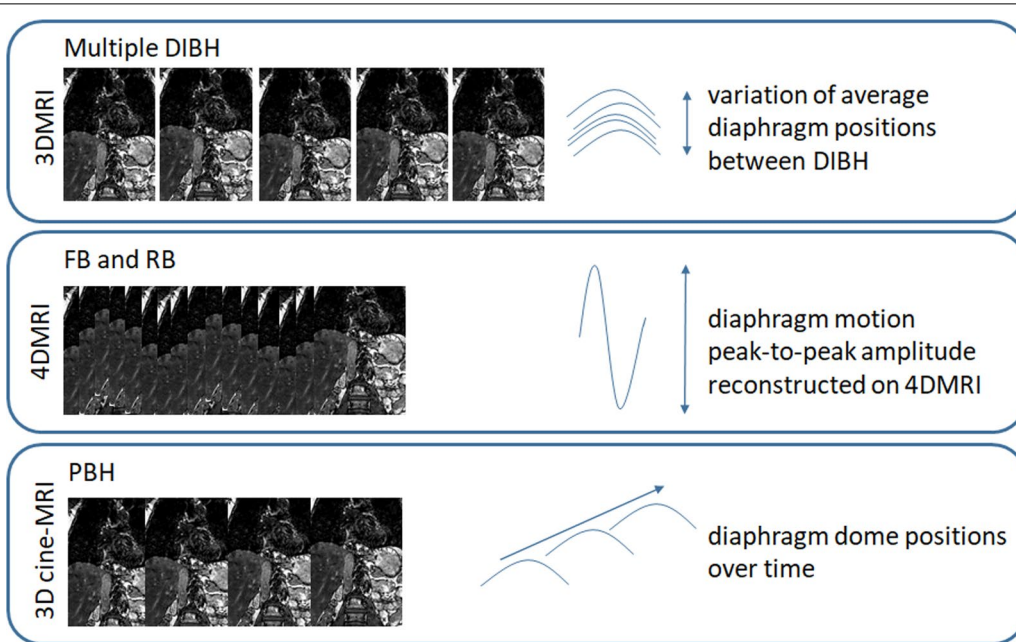 Multiple DIBH
3DMRI
variation of average
diaphragm positions
between DIBH
FB and RB
4DMRI
diaphragm motion
peak-to-peak amplitude
reconstructed on 4DMRI
PBH
3D cine-MRI
diaphragm dome positions
over time